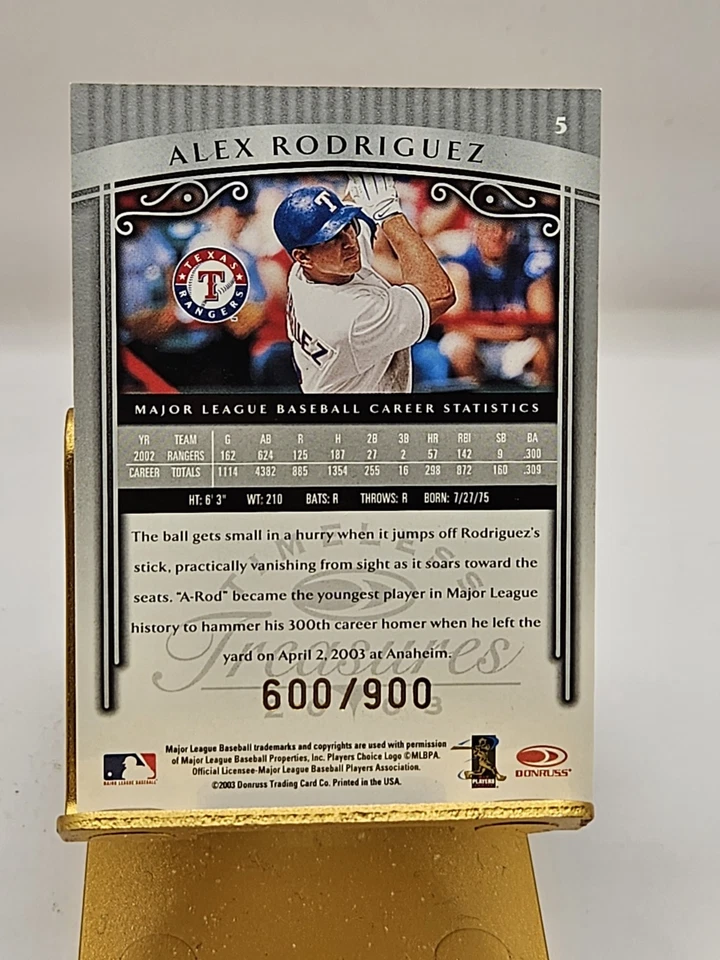 5
ALEX RODRIGUEZ
T
TEXAS
T
RANGERS
UEZ
MAJOR LEAGUE BASEBALL CAREER STATISTICS
YR TEAM G AB R H 2B 3B HR RBI SB BA
2002 RANGERS 162 624 125 187 27 2 57 142 9 .300
CAREER TOTALS 1114 4382 885 1354 255 16 298 872 160 .309
HT: 6' 3" WT: 210 BATS: R THROWS: R BORN: 7/27/75
The ball gets small in a hurry when it jumps off Rodriguez's
stick, practically vanishing from sight as it soars toward the
seats. "A-Rod" became the youngest player in Major League
history to hammer his 300th career homer when he left the
yard on April 2, 2003 at Anaheim.
TIMELESS
Treasures
2003
600/900
Major League Baseball trademarks and copyrights are used with permission
of Major League Baseball Properties, Inc. Players Choice Logo ©MLBPA.
Official Licensee-Major League Baseball Players Association.
©2003 Donruss Trading Card Co. Printed in the USA.
MAJOR LEAGUE BASEBALL
PLAYERS
DONRUSS